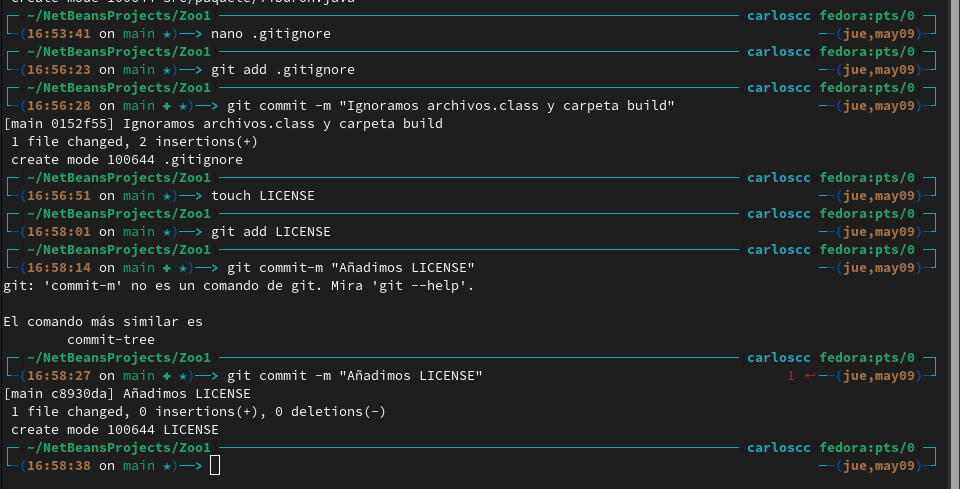 create mode 100644 src/paquete/Tiburon.java
~/NetBeansProjects/Zoo1 carloscc fedora:pts/0
(16:53:41 on main ★)—> nano .gitignore —(jue,may09)
~/NetBeansProjects/Zoo1 carloscc fedora:pts/0
(16:56:23 on main ★)—> git add .gitignore —(jue,may09)
~/NetBeansProjects/Zoo1 carloscc fedora:pts/0
(16:56:28 on main ✚ ★)—> git commit -m "Ignoramos archivos.class y carpeta build" —(jue,may09)
[main 0152f55] Ignoramos archivos.class y carpeta build
1 file changed, 2 insertions(+)
create mode 100644 .gitignore
~/NetBeansProjects/Zoo1 carloscc fedora:pts/0
(16:56:51 on main ★)—> touch LICENSE —(jue,may09)
~/NetBeansProjects/Zoo1 carloscc fedora:pts/0
(16:58:01 on main ★)—> git add LICENSE —(jue,may09)
~/NetBeansProjects/Zoo1 carloscc fedora:pts/0
(16:58:14 on main ✚ ★)—> git commit-m "Añadimos LICENSE" —(jue,may09)
git: 'commit-m' no es un comando de git. Mira 'git --help'.
El comando más similar es
commit-tree
~/NetBeansProjects/Zoo1 carloscc fedora:pts/0
(16:58:27 on main ✚ ★)—> git commit -m "Añadimos LICENSE" 1 ↵ —(jue,may09)
[main c8930da] Añadimos LICENSE
1 file changed, 0 insertions(+), 0 deletions(-)
create mode 100644 LICENSE
~/NetBeansProjects/Zoo1 carloscc fedora:pts/0
(16:58:38 on main ★)—> —(jue,may09)